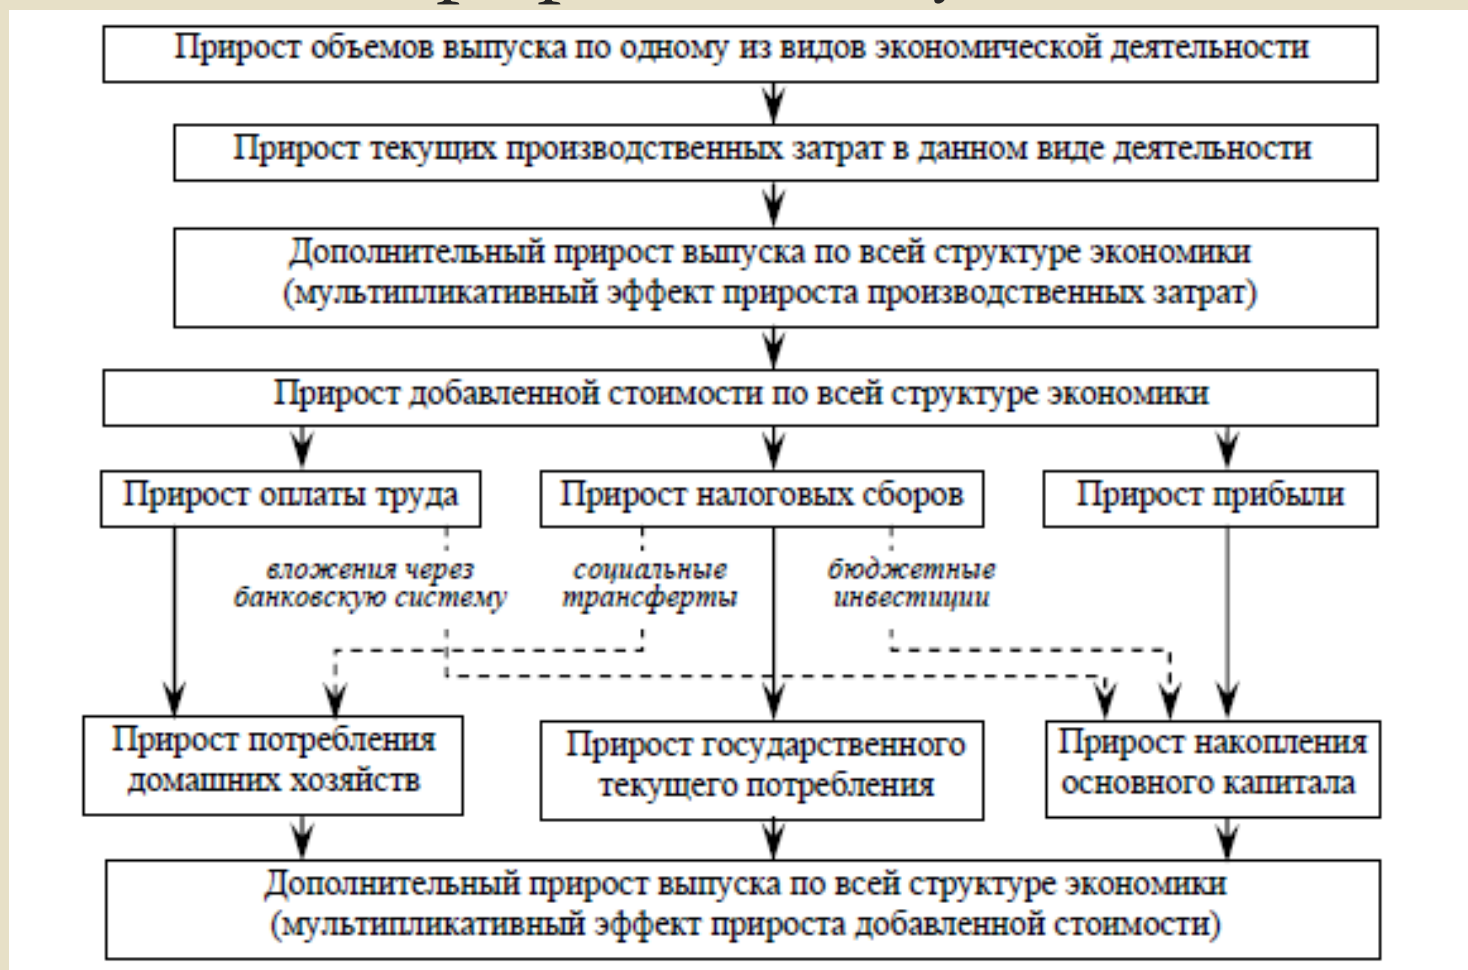 Прирост объемов выпуска по одному из видов экономической деятельности
Прирост текущих производственных затрат в данном виде деятельности
Дополнительный прирост выпуска по всей структуре экономики
(мультипликативный эффект прироста производственных затрат)
Прирост добавленной стоимости по всей структуре экономики
Прирост оплаты труда
Прирост налоговых сборов
Прирост прибыли
вложения через
банковскую систему
социальные
трансферты
бюджетные
инвестиции
Прирост потребления
домашних хозяйств
Прирост государственного
текущего потребления
Прирост накопления
основного капитала
Дополнительный прирост выпуска по всей структуре экономики
(мультипликативный эффект прироста добавленной стоимости)